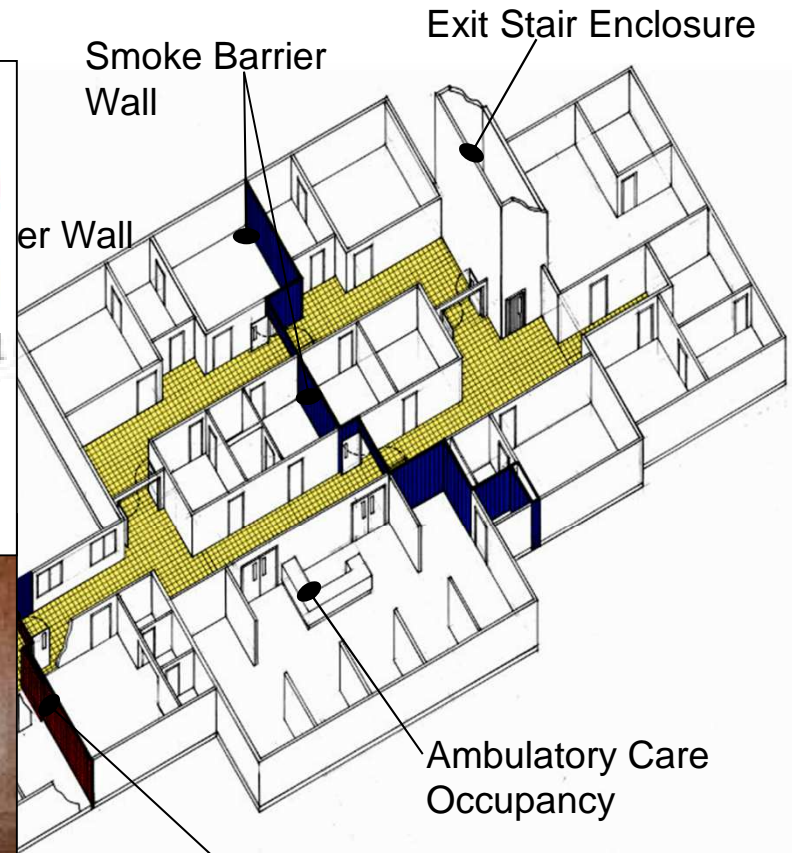 Exit Stair Enclosure
Smoke Barrier
Wall
er Wall
Ambulatory Care
Occupancy